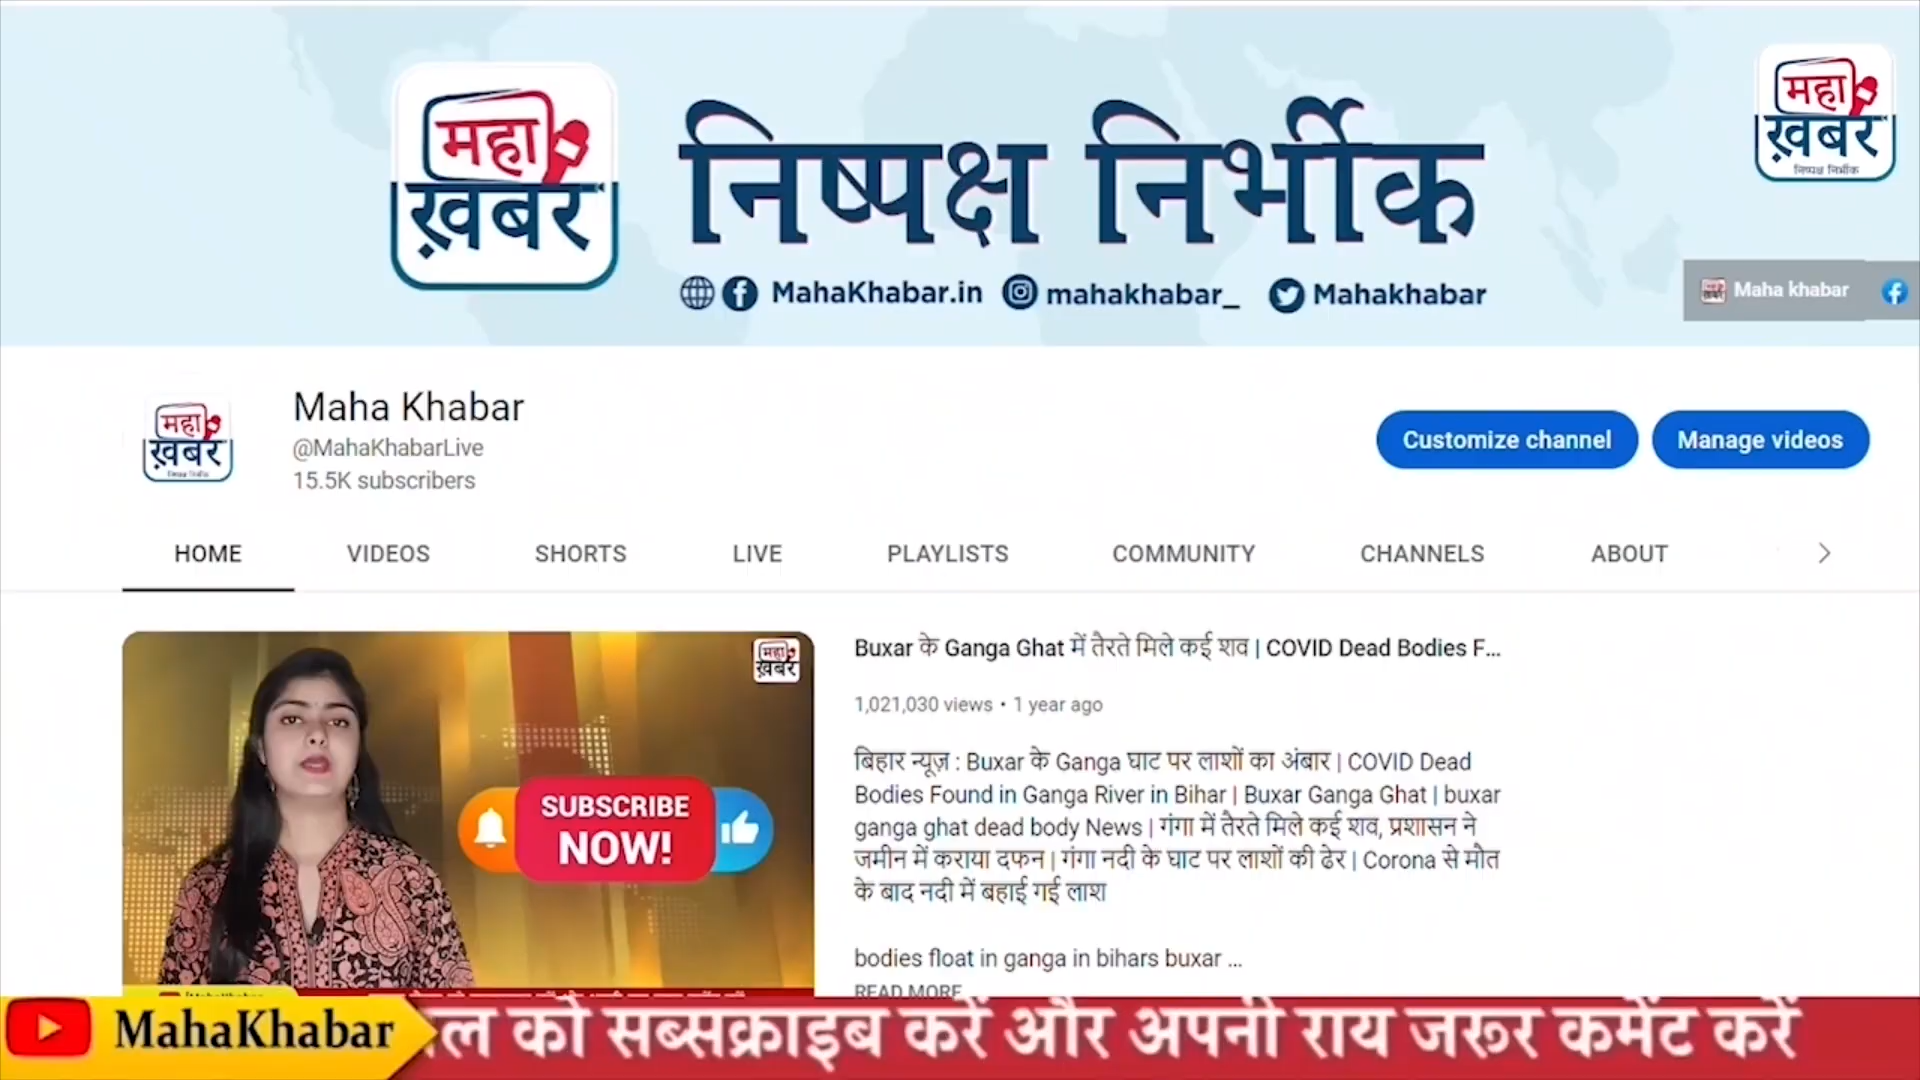 महा
ख़बर
निष्पक्ष निर्भीक
MahaKhabar.in mahakhabar_ Mahakhabar
महा
ख़बर
निष्पक्ष निर्भीक
Maha khabar
महा
ख़बर
Maha Khabar
@MahaKhabarLive
15.5K subscribers
Customize channel
Manage videos
HOME VIDEOS SHORTS LIVE PLAYLISTS COMMUNITY CHANNELS ABOUT
महा
ख़बर
SUBSCRIBE
NOW!
Buxar के Ganga Ghat में तैरते मिले कई शव | COVID Dead Bodies F...
1,021,030 views • 1 year ago
बिहार न्यूज़ : Buxar के Ganga घाट पर लाशों का अंबार | COVID Dead
Bodies Found in Ganga River in Bihar | Buxar Ganga Ghat | buxar
ganga ghat dead body News | गंगा में तैरते मिले कई शव, प्रशासन ने
जमीन में कराया दफन | गंगा नदी के घाट पर लाशों की ढेर | Corona से मौत
के बाद नदी में बहाई गई लाश
bodies float in ganga in bihars buxar ...
READ MORE
MahaKhabar
ल को सब्सक्राइब करें और अपनी राय जरूर कमेंट करें